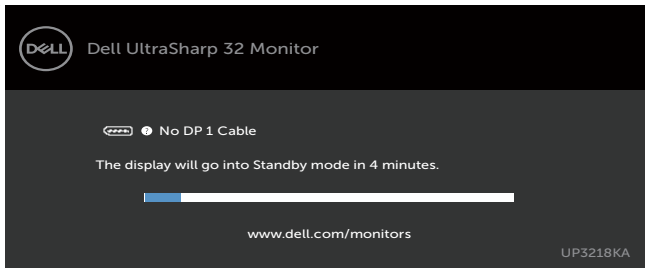 DELL Dell UltraSharp 32 Monitor
? No DP 1 Cable
The display will go into Standby mode in 4 minutes.
www.dell.com/monitors
UP3218KA